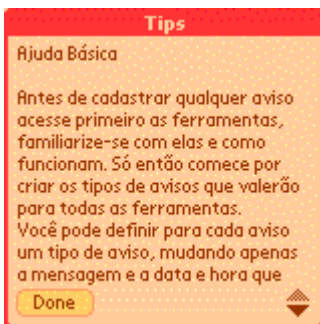 Tips
Ajuda Básica
Antes de cadastrar qualquer aviso
acesse primeiro as ferramentas,
familiarize-se com elas e como
funcionam. Só então comece por
criar os tipos de avisos que valerão
para todas as ferramentas.
Você pode definir para cada aviso
um tipo de aviso, mudando apenas
a mensagem e a data e hora que
Done